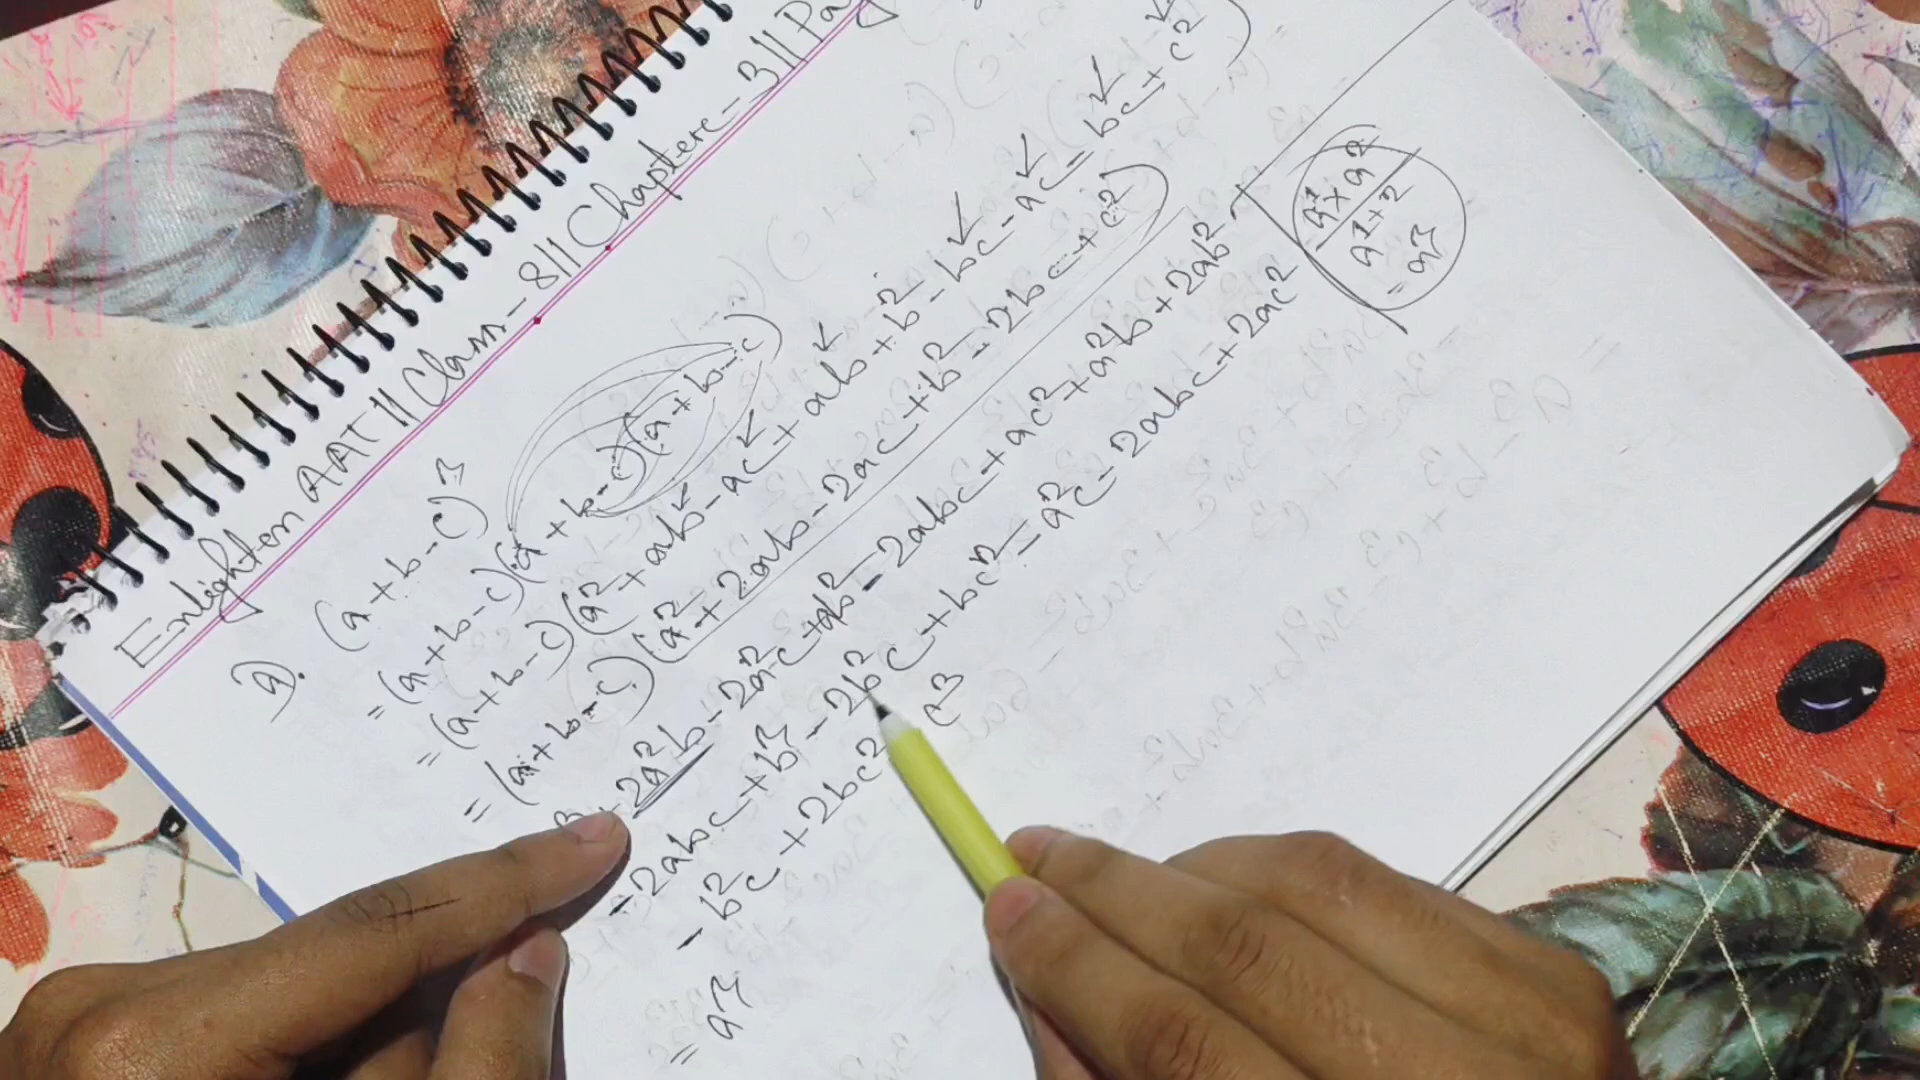 Enlighten AAT || Class - 8 || Chapter - 3 || Pa
a). (a + b - c)³
= (a + b - c)(a + b - c)(a + b - c)
= (a + b - c)(a² + ab - ac + ab + b² - bc - ac - bc + c²)
= (a + b - c)(a² + 2ab - 2ac + b² - 2bc + c²)
+ 2a²b - 2a²c + ab² - 2abc + ac² + a²b + 2ab² -
- 2abc + b³ - 2b²c + bc² - a²c - 2abc + 2ac²
- b²c + 2bc² c³
= a³
a¹ × a²
a¹⁺²
= a³